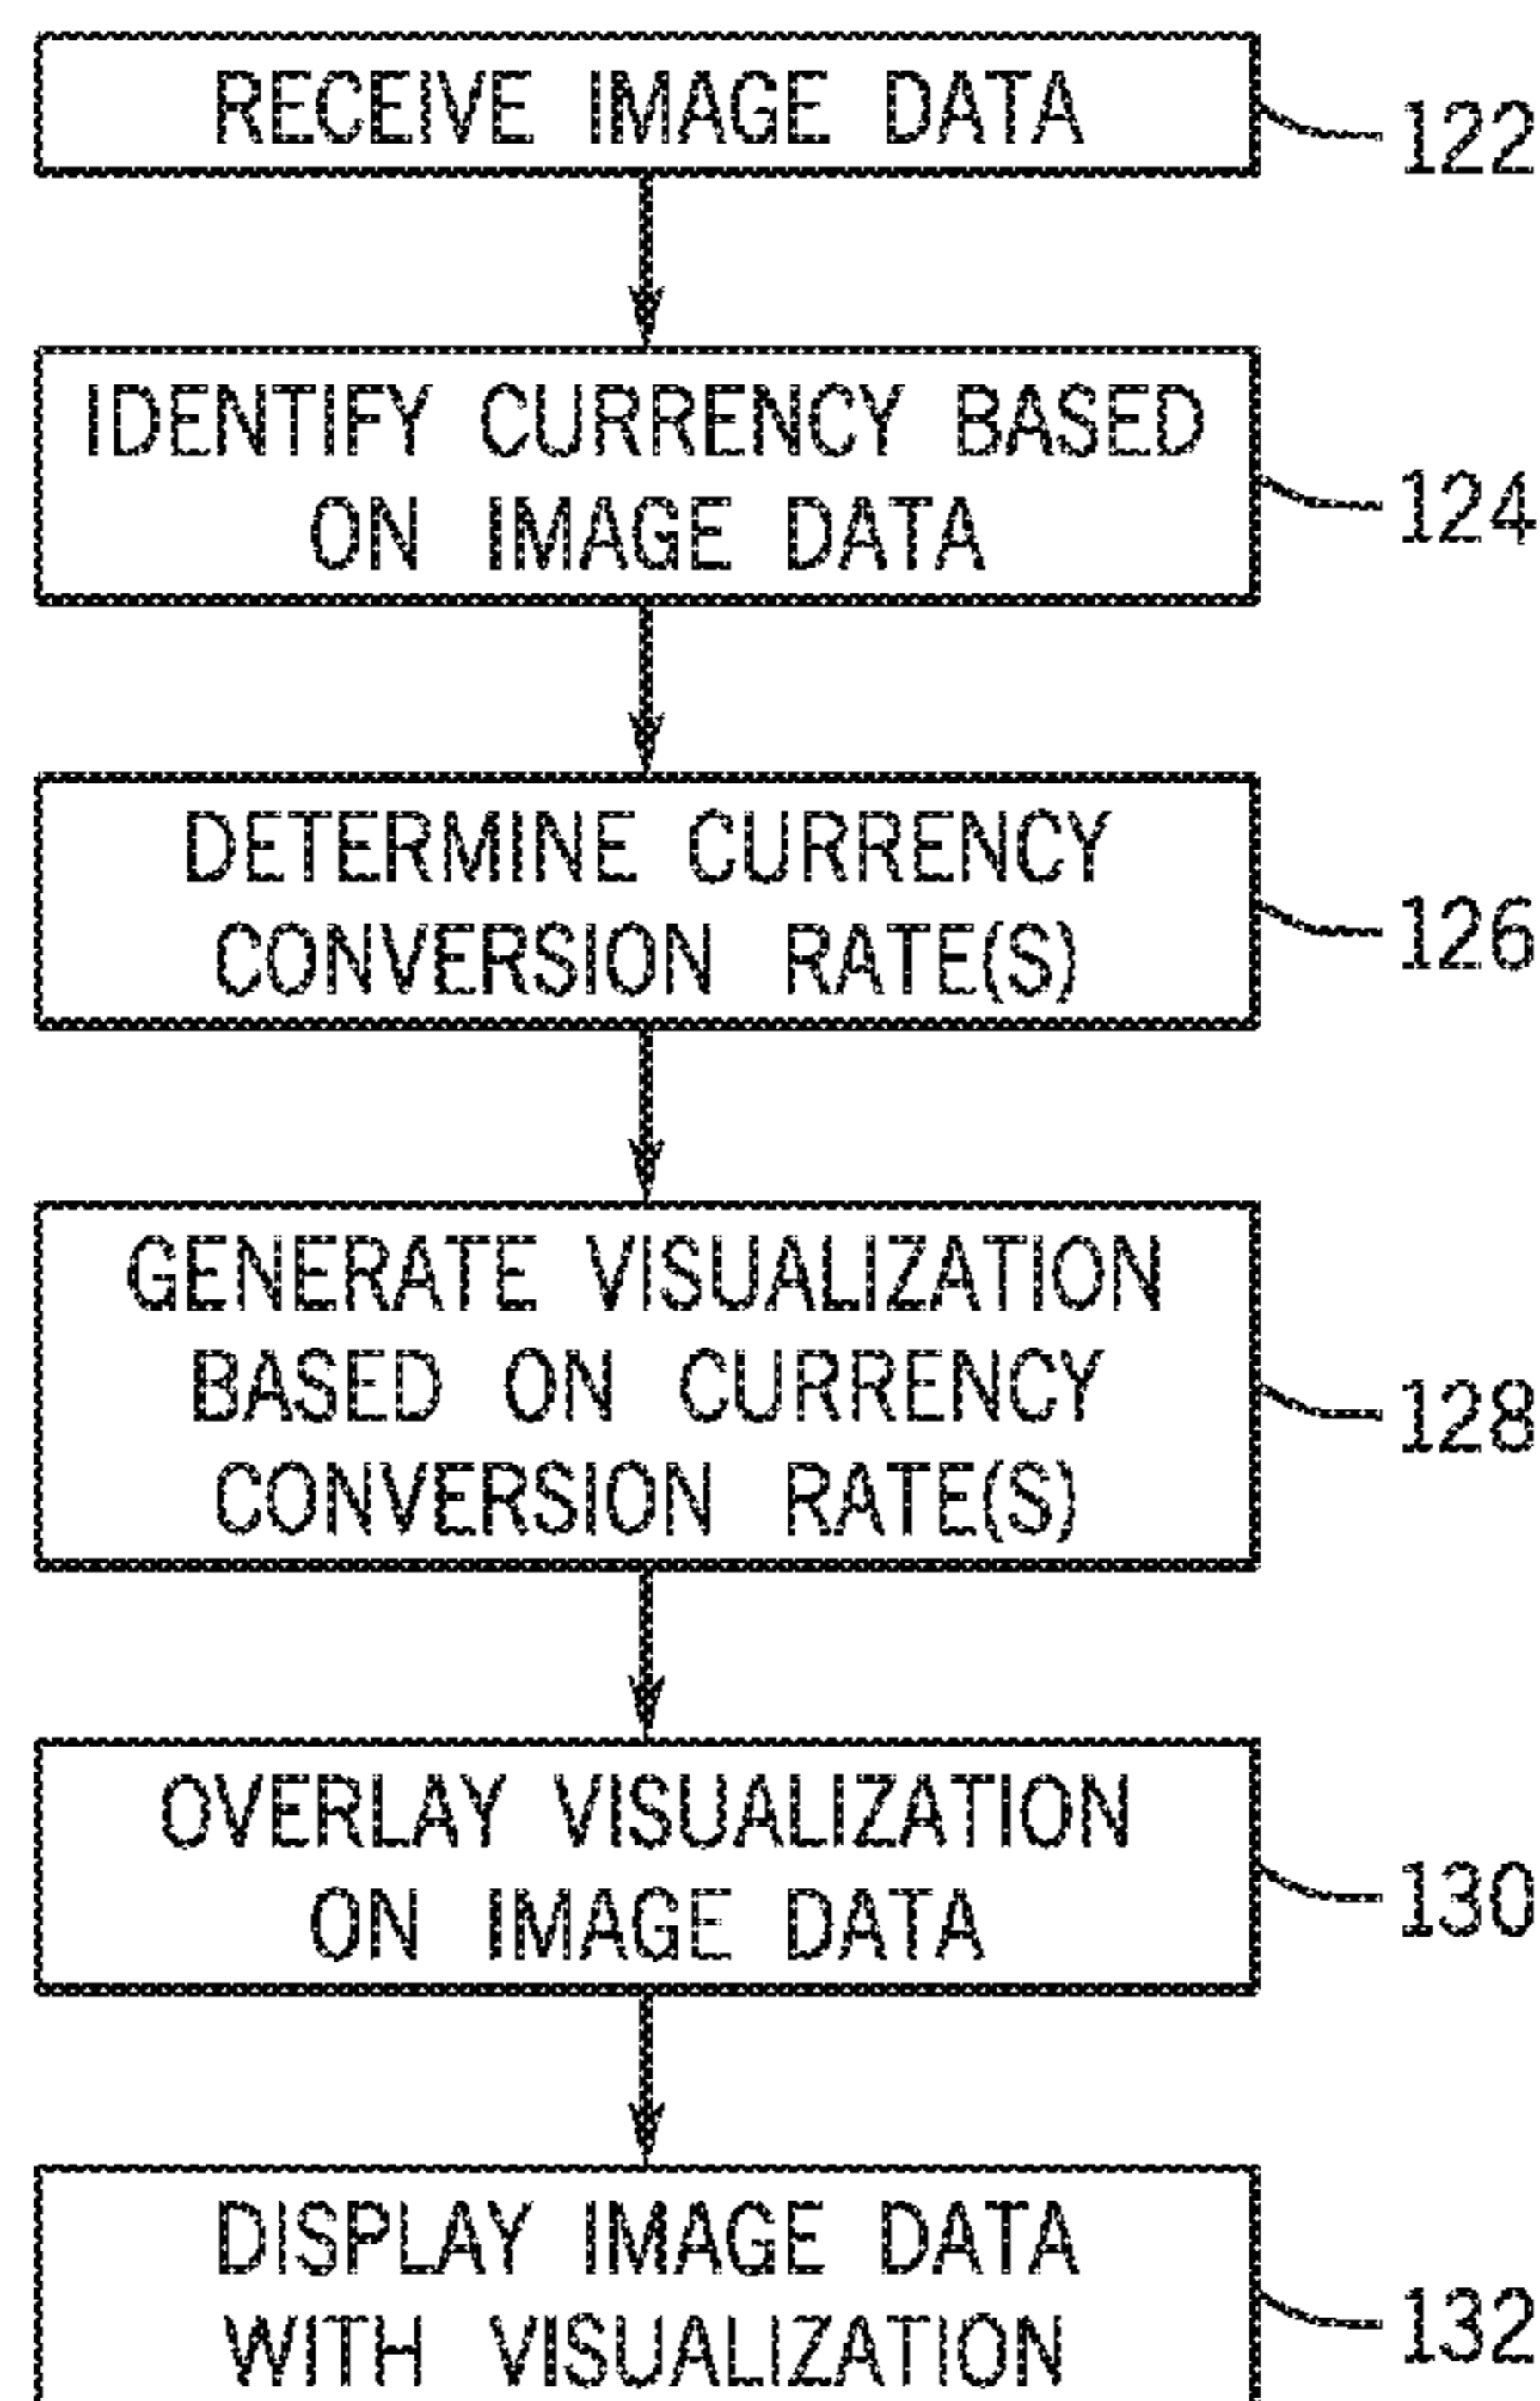 RECEIVE IMAGE DATA
122
IDENTIFY CURRENCY BASED
ON IMAGE DATA
124
DETERMINE CURRENCY
CONVERSION RATE(S)
126
GENERATE VISUALIZATION
BASED ON CURRENCY
CONVERSION RATE(S)
128
OVERLAY VISUALIZATION
ON IMAGE DATA
130
DISPLAY IMAGE DATA
WITH VISUALIZATION
132